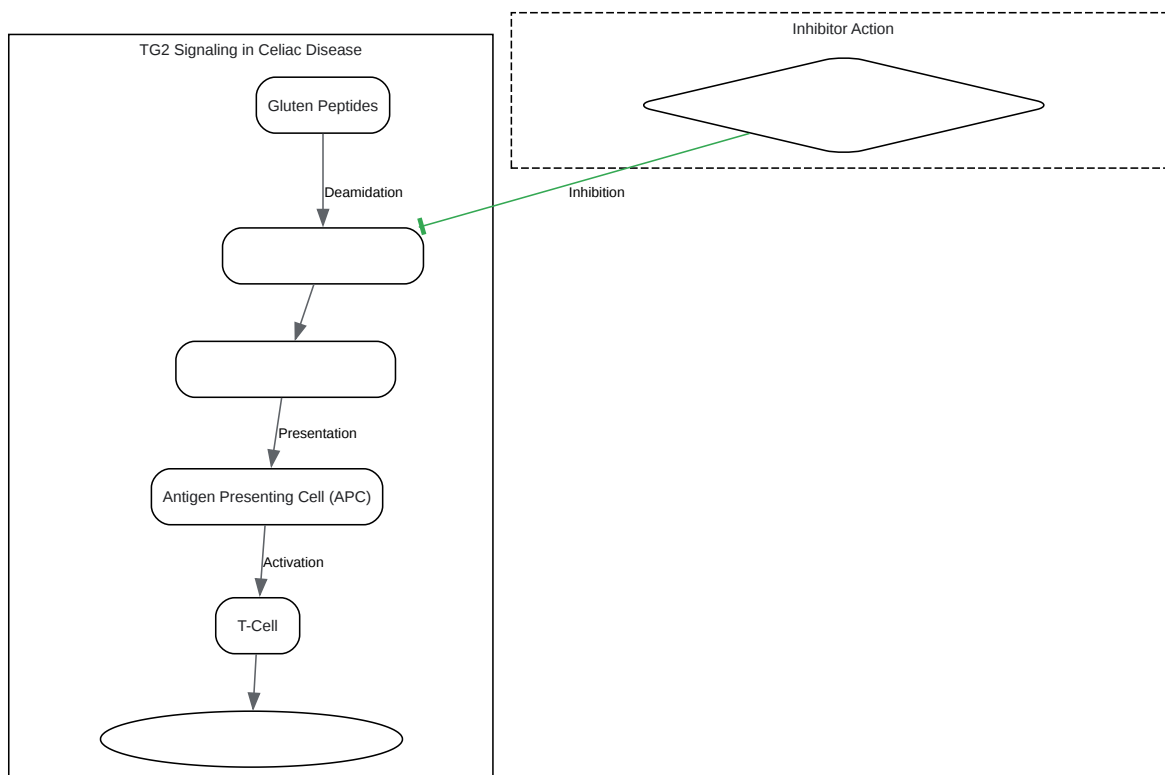 Inhibitor Action
TG2 Signaling in Celiac Disease
Gluten Peptides
Deamidation
Inhibition
Presentation
Antigen Presenting Cell (APC)
Activation
T-Cell